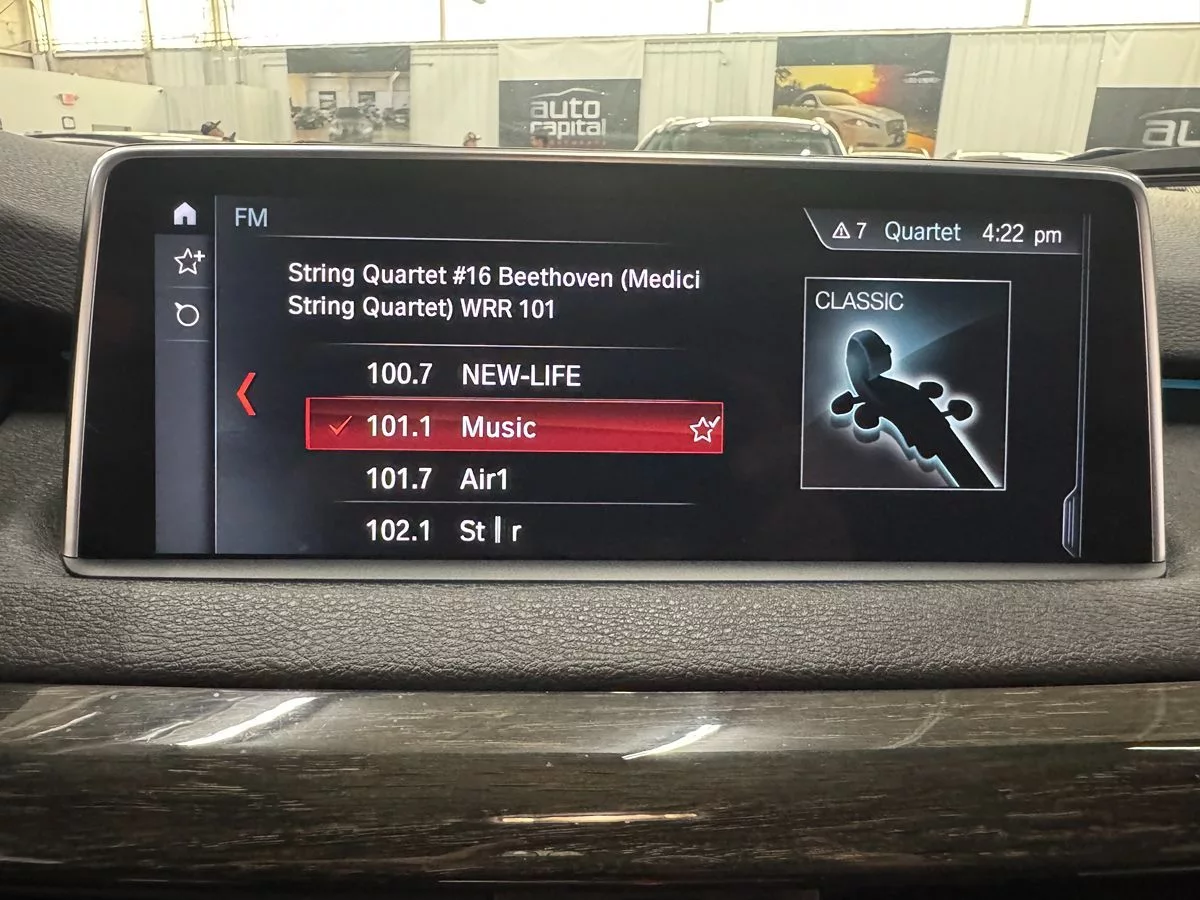 auto
capital
au
FM
7 Quartet 4:22 pm
String Quartet #16 Beethoven (Medici
String Quartet) WRR 101
CLASSIC
100.7 NEW-LIFE
101.1 Music
101.7 Air1
102.1 St║r